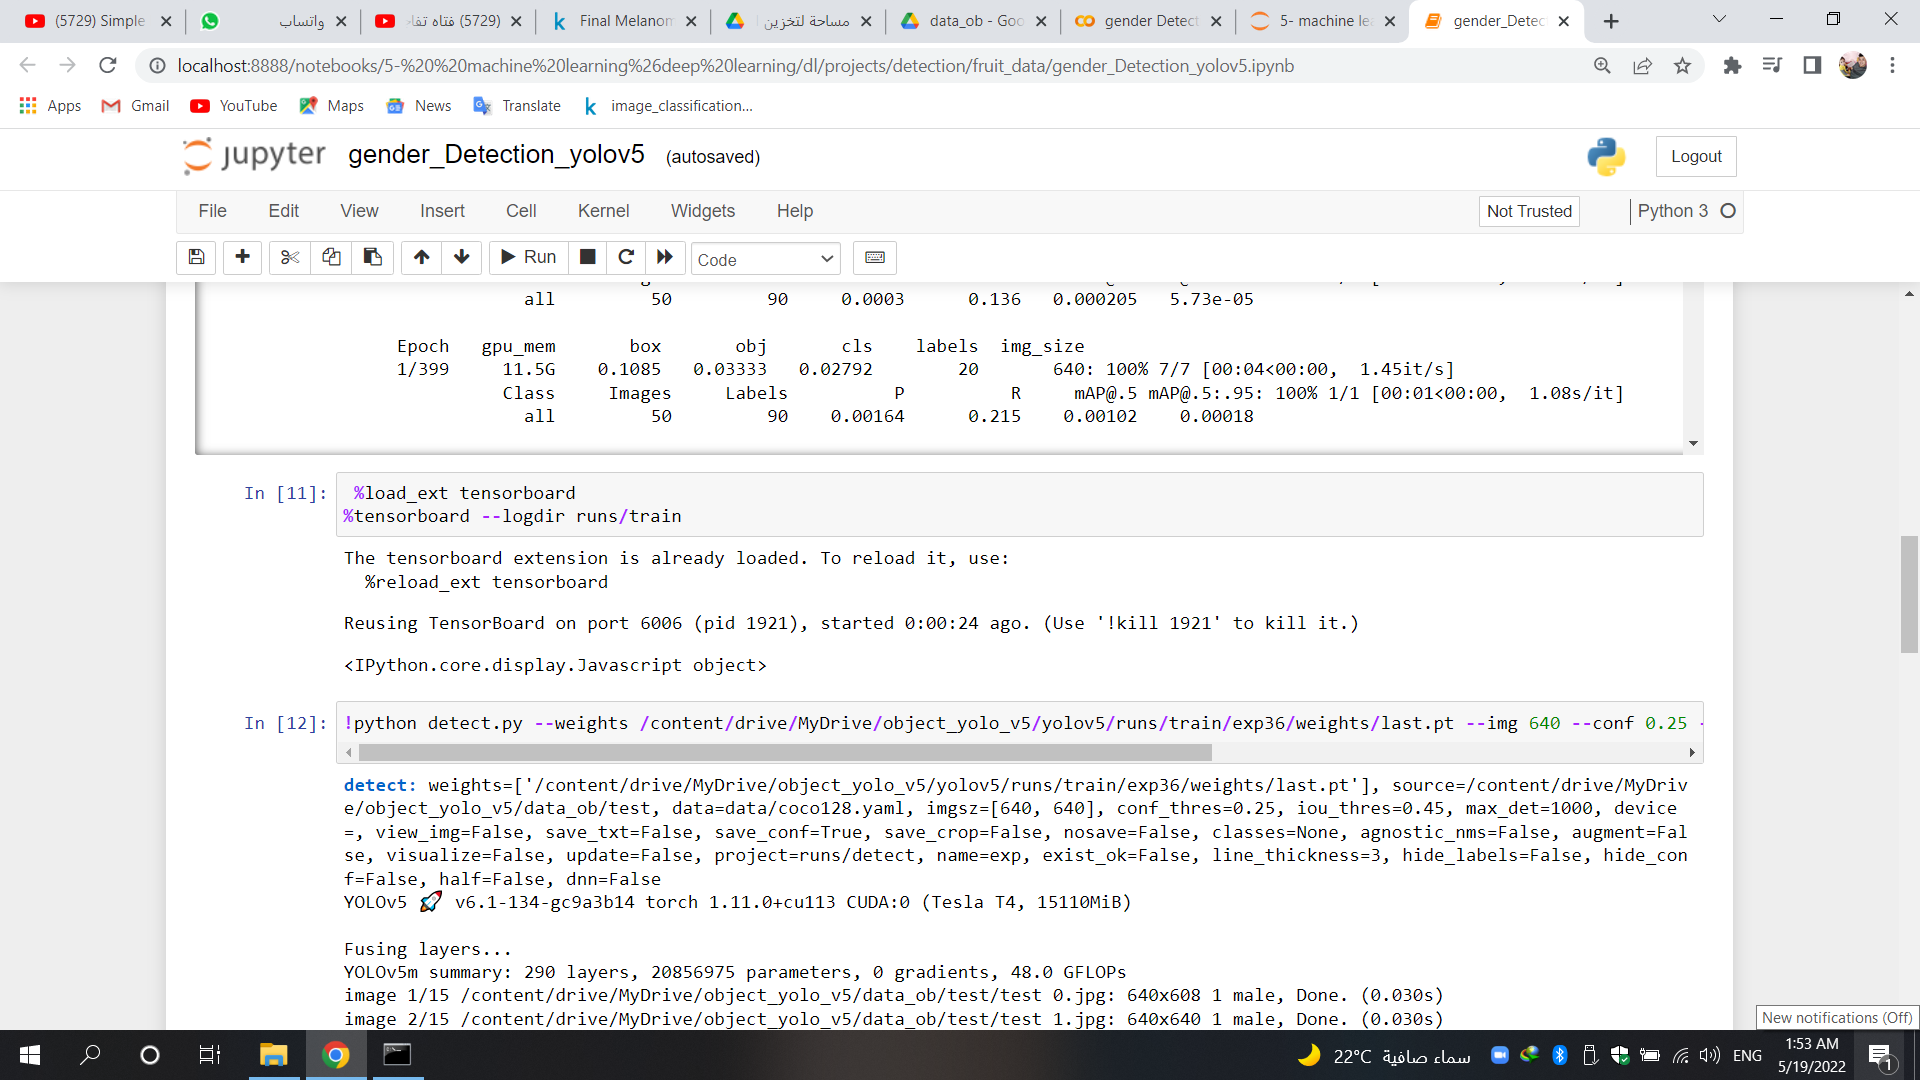 (5729) Simple
واتساب
(5729) فتاه تفا
Final Melanom
مساحة لتخزين
data_ob - Goo
gender Detect
5- machine le
gender_Detec
localhost:8888/notebooks/5-%20%20machine%20learning%26deep%20learning/dl/projects/detection/fruit_data/gender_Detection_yolov5.ipynb
Apps Gmail YouTube Maps News Translate image_classification...
jupyter gender_Detection_yolov5 (autosaved) Logout
File Edit View Insert Cell Kernel Widgets Help Not Trusted Python 3
Run Code
all 50 90 0.0003 0.136 0.000205 5.73e-05
Epoch gpu_mem box obj cls labels img_size
1/399 11.5G 0.1085 0.03333 0.02792 20 640: 100% 7/7 [00:04<00:00, 1.45it/s]
Class Images Labels P R mAP@.5 mAP@.5:.95: 100% 1/1 [00:01<00:00, 1.08s/it]
all 50 90 0.00164 0.215 0.00102 0.00018
In [11]: %load_ext tensorboard
%tensorboard --logdir runs/train
The tensorboard extension is already loaded. To reload it, use:
%reload_ext tensorboard
Reusing TensorBoard on port 6006 (pid 1921), started 0:00:24 ago. (Use '!kill 1921' to kill it.)
<IPython.core.display.Javascript object>
In [12]: !python detect.py --weights /content/drive/MyDrive/object_yolo_v5/yolov5/runs/train/exp36/weights/last.pt --img 640 --conf 0.25 -
detect: weights=['/content/drive/MyDrive/object_yolo_v5/yolov5/runs/train/exp36/weights/last.pt'], source=/content/drive/MyDriv
e/object_yolo_v5/data_ob/test, data=data/coco128.yaml, imgsz=[640, 640], conf_thres=0.25, iou_thres=0.45, max_det=1000, device
=, view_img=False, save_txt=False, save_conf=True, save_crop=False, nosave=False, classes=None, agnostic_nms=False, augment=Fal
se, visualize=False, update=False, project=runs/detect, name=exp, exist_ok=False, line_thickness=3, hide_labels=False, hide_con
f=False, half=False, dnn=False
YOLOv5 🚀 v6.1-134-gc9a3b14 torch 1.11.0+cu113 CUDA:0 (Tesla T4, 15110MiB)
Fusing layers...
YOLOv5m summary: 290 layers, 20856975 parameters, 0 gradients, 48.0 GFLOPs
image 1/15 /content/drive/MyDrive/object_yolo_v5/data_ob/test/test 0.jpg: 640x608 1 male, Done. (0.030s)
image 2/15 /content/drive/MyDrive/object_yolo_v5/data_ob/test/test 1.jpg: 640x640 1 male, Done. (0.030s)
New notifications (Off)
22°C سماء صافية
ENG
1:53 AM
5/19/2022
1